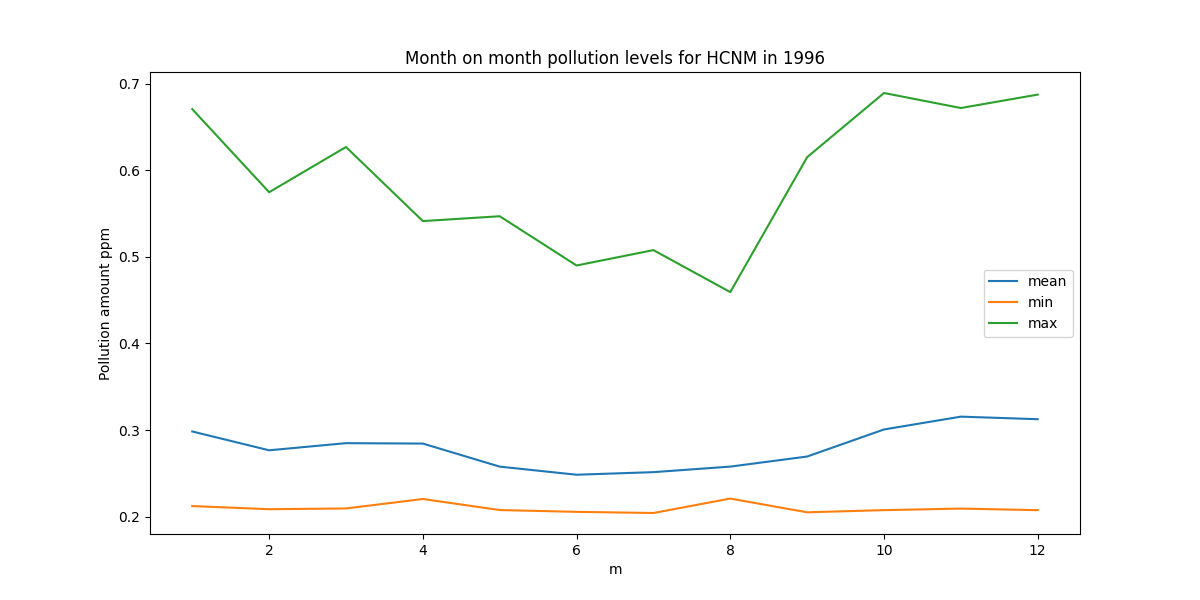 Month on month pollution levels for HCNM in 1996
Pollution amount ppm
0.7
0.6
0.5
0.4
0.3
0.2
mean
min
max
2 4 6 8 10 12
m